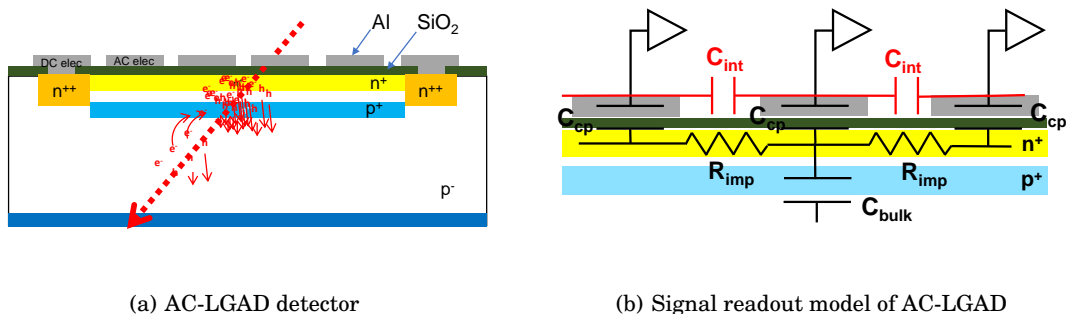 Al SiO2
DC elec AC elec
n++ n+ n++
p+
e- e- e-
h h
p-
Cint Cint
Ccp Ccp Ccp
n+
Rimp Rimp
p+
Cbulk
(a) AC-LGAD detector
(b) Signal readout model of AC-LGAD